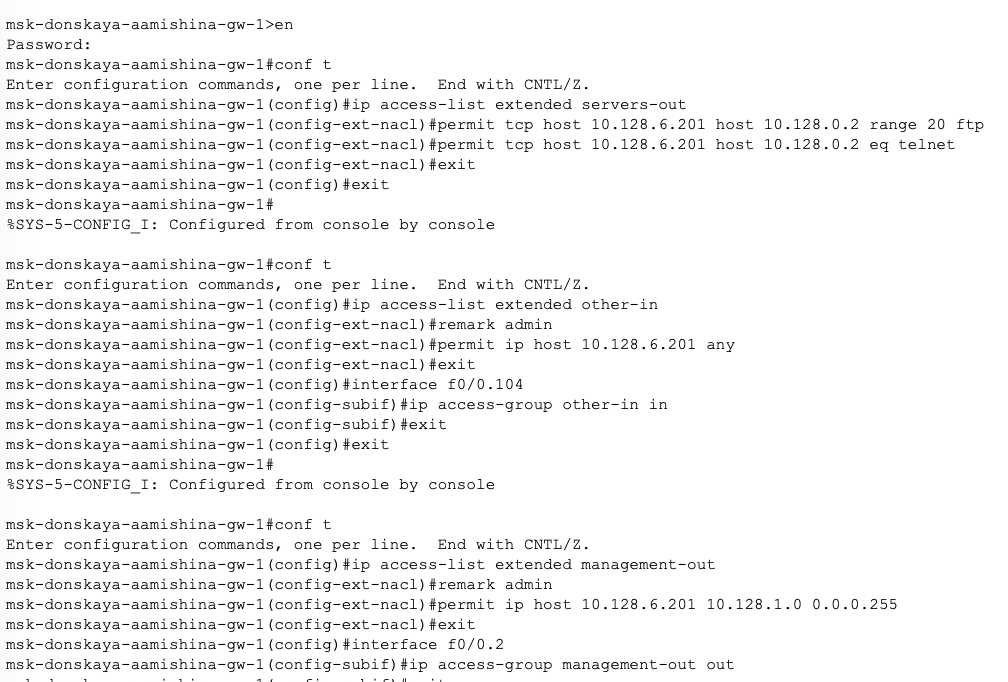 msk-donskaya-aamishina-gw-1>en
Password:
msk-donskaya-aamishina-gw-1#conf t
Enter configuration commands, one per line.  End with CNTL/Z.
msk-donskaya-aamishina-gw-1(config)#ip access-list extended servers-out
msk-donskaya-aamishina-gw-1(config-ext-nacl)#permit tcp host 10.128.6.201 host 10.128.0.2 range 20 ftp
msk-donskaya-aamishina-gw-1(config-ext-nacl)#permit tcp host 10.128.6.201 host 10.128.0.2 eq telnet
msk-donskaya-aamishina-gw-1(config-ext-nacl)#exit
msk-donskaya-aamishina-gw-1(config)#exit
msk-donskaya-aamishina-gw-1#
%SYS-5-CONFIG_I: Configured from console by console
msk-donskaya-aamishina-gw-1#conf t
Enter configuration commands, one per line.  End with CNTL/Z.
msk-donskaya-aamishina-gw-1(config)#ip access-list extended other-in
msk-donskaya-aamishina-gw-1(config-ext-nacl)#remark admin
msk-donskaya-aamishina-gw-1(config-ext-nacl)#permit ip host 10.128.6.201 any
msk-donskaya-aamishina-gw-1(config-ext-nacl)#exit
msk-donskaya-aamishina-gw-1(config)#interface f0/0.104
msk-donskaya-aamishina-gw-1(config-subif)#ip access-group other-in in
msk-donskaya-aamishina-gw-1(config-subif)#exit
msk-donskaya-aamishina-gw-1(config)#exit
msk-donskaya-aamishina-gw-1#
%SYS-5-CONFIG_I: Configured from console by console
msk-donskaya-aamishina-gw-1#conf t
Enter configuration commands, one per line.  End with CNTL/Z.
msk-donskaya-aamishina-gw-1(config)#ip access-list extended management-out
msk-donskaya-aamishina-gw-1(config-ext-nacl)#remark admin
msk-donskaya-aamishina-gw-1(config-ext-nacl)#permit ip host 10.128.6.201 10.128.1.0 0.0.0.255
msk-donskaya-aamishina-gw-1(config-ext-nacl)#exit
msk-donskaya-aamishina-gw-1(config)#interface f0/0.2
msk-donskaya-aamishina-gw-1(config-subif)#ip access-group management-out out